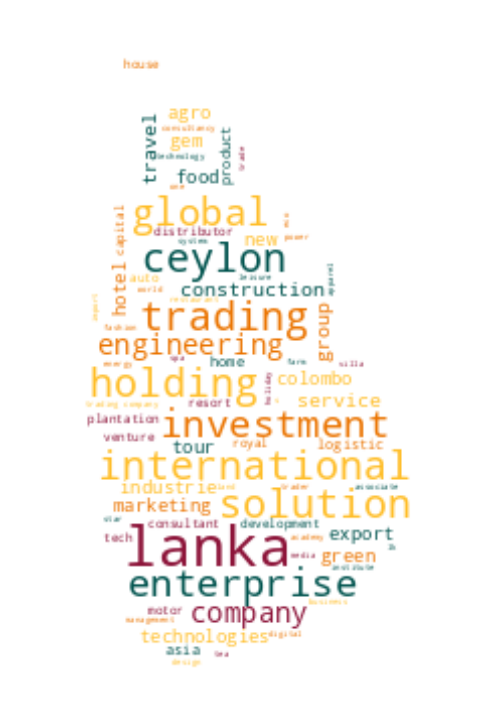 house
agro
consultancy
travel
gem
technology
product
trade
food
global
capital
distributor
new
system
power
eco
ceylon
leisure
auto
hotel
world
construction
apparel
restaurant
import
trading
group
fashion
engineering
spa
home
farm
villa
energy
holding
holiday
colombo
trading company
resort
service
plantation
investment
venture
tour
royal
logistic
international
industrie
land
trader
associate
marketing
solution
star
consultant
development
tech
lanka
academy
export
media
green
institute
enterprise
business
motor
company
management
technologies
digital
asia
tea
design